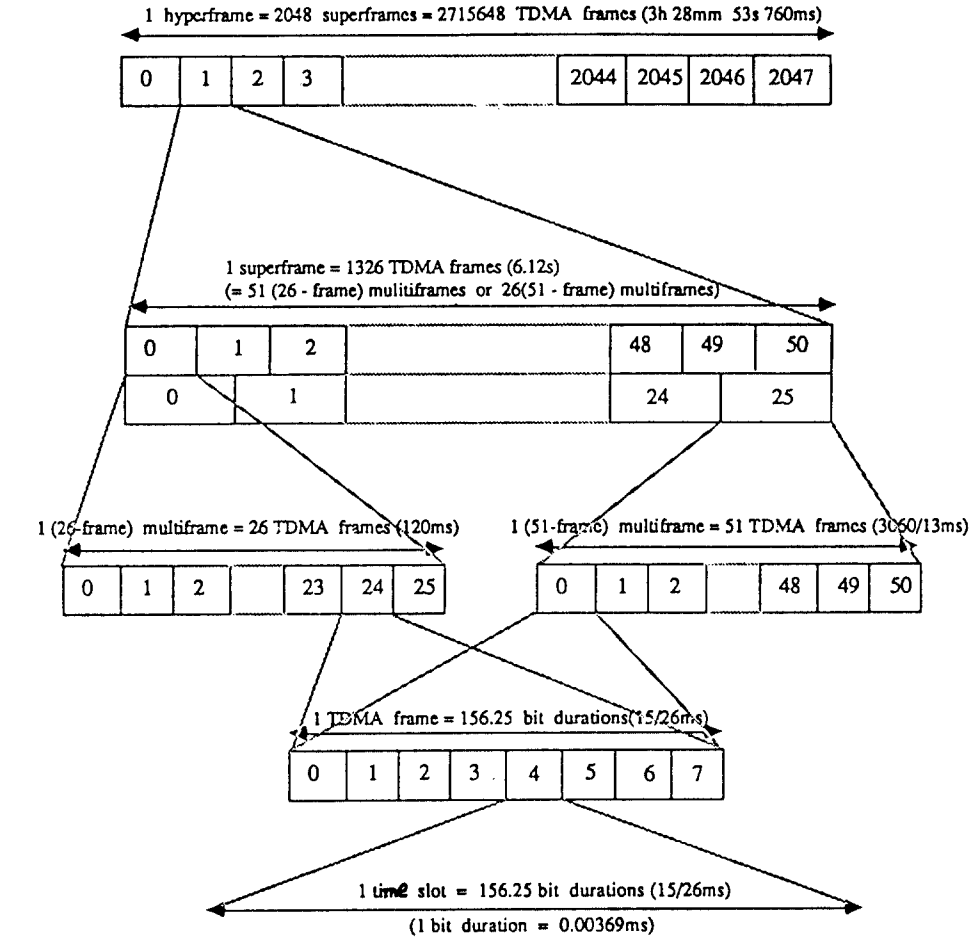 1 hyperframe = 2048 superframes = 2715648 TDMA frames (3h 28mm 53s 760ms)
0 1 2 3 2044 2045 2046 2047
1 superframe = 1326 TDMA frames (6.12s)
(= 51 (26 - frame) mulitiframes or 26(51 - frame) multiframes)
0 1 2 48 49 50
0 1 24 25
1 (26-frame) multiframe = 26 TDMA frames (120ms)
1 (51-frame) multiframe = 51 TDMA frames (3060/13ms)
0 1 2 23 24 25
0 1 2 48 49 50
1 TDMA frame = 156.25 bit durations(15/26ms)
0 1 2 3 4 5 6 7
1 time slot = 156.25 bit durations (15/26ms)
(1 bit duration = 0.00369ms)